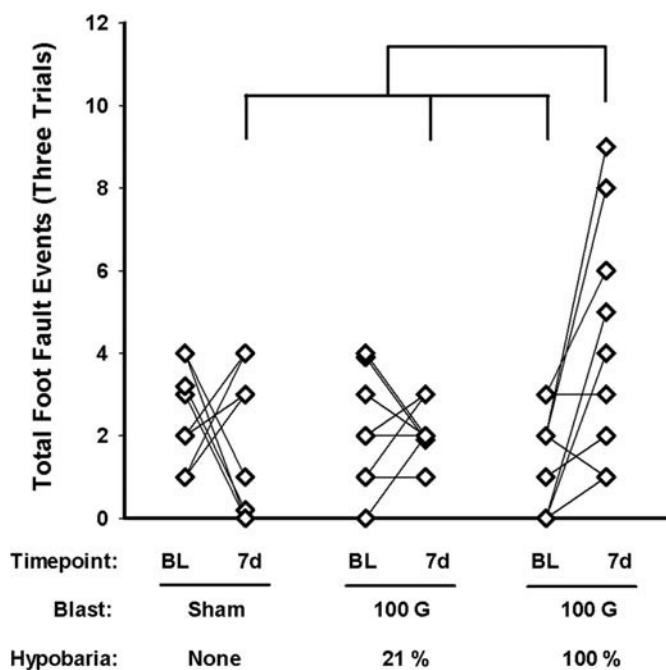 Total Foot Fault Events (Three Trials)
12
10
8
6
4
2
0
Timepoint: BL 7d BL 7d BL 7d
Blast: Sham 100 G 100 G
Hypobaria: None 21 % 100 %